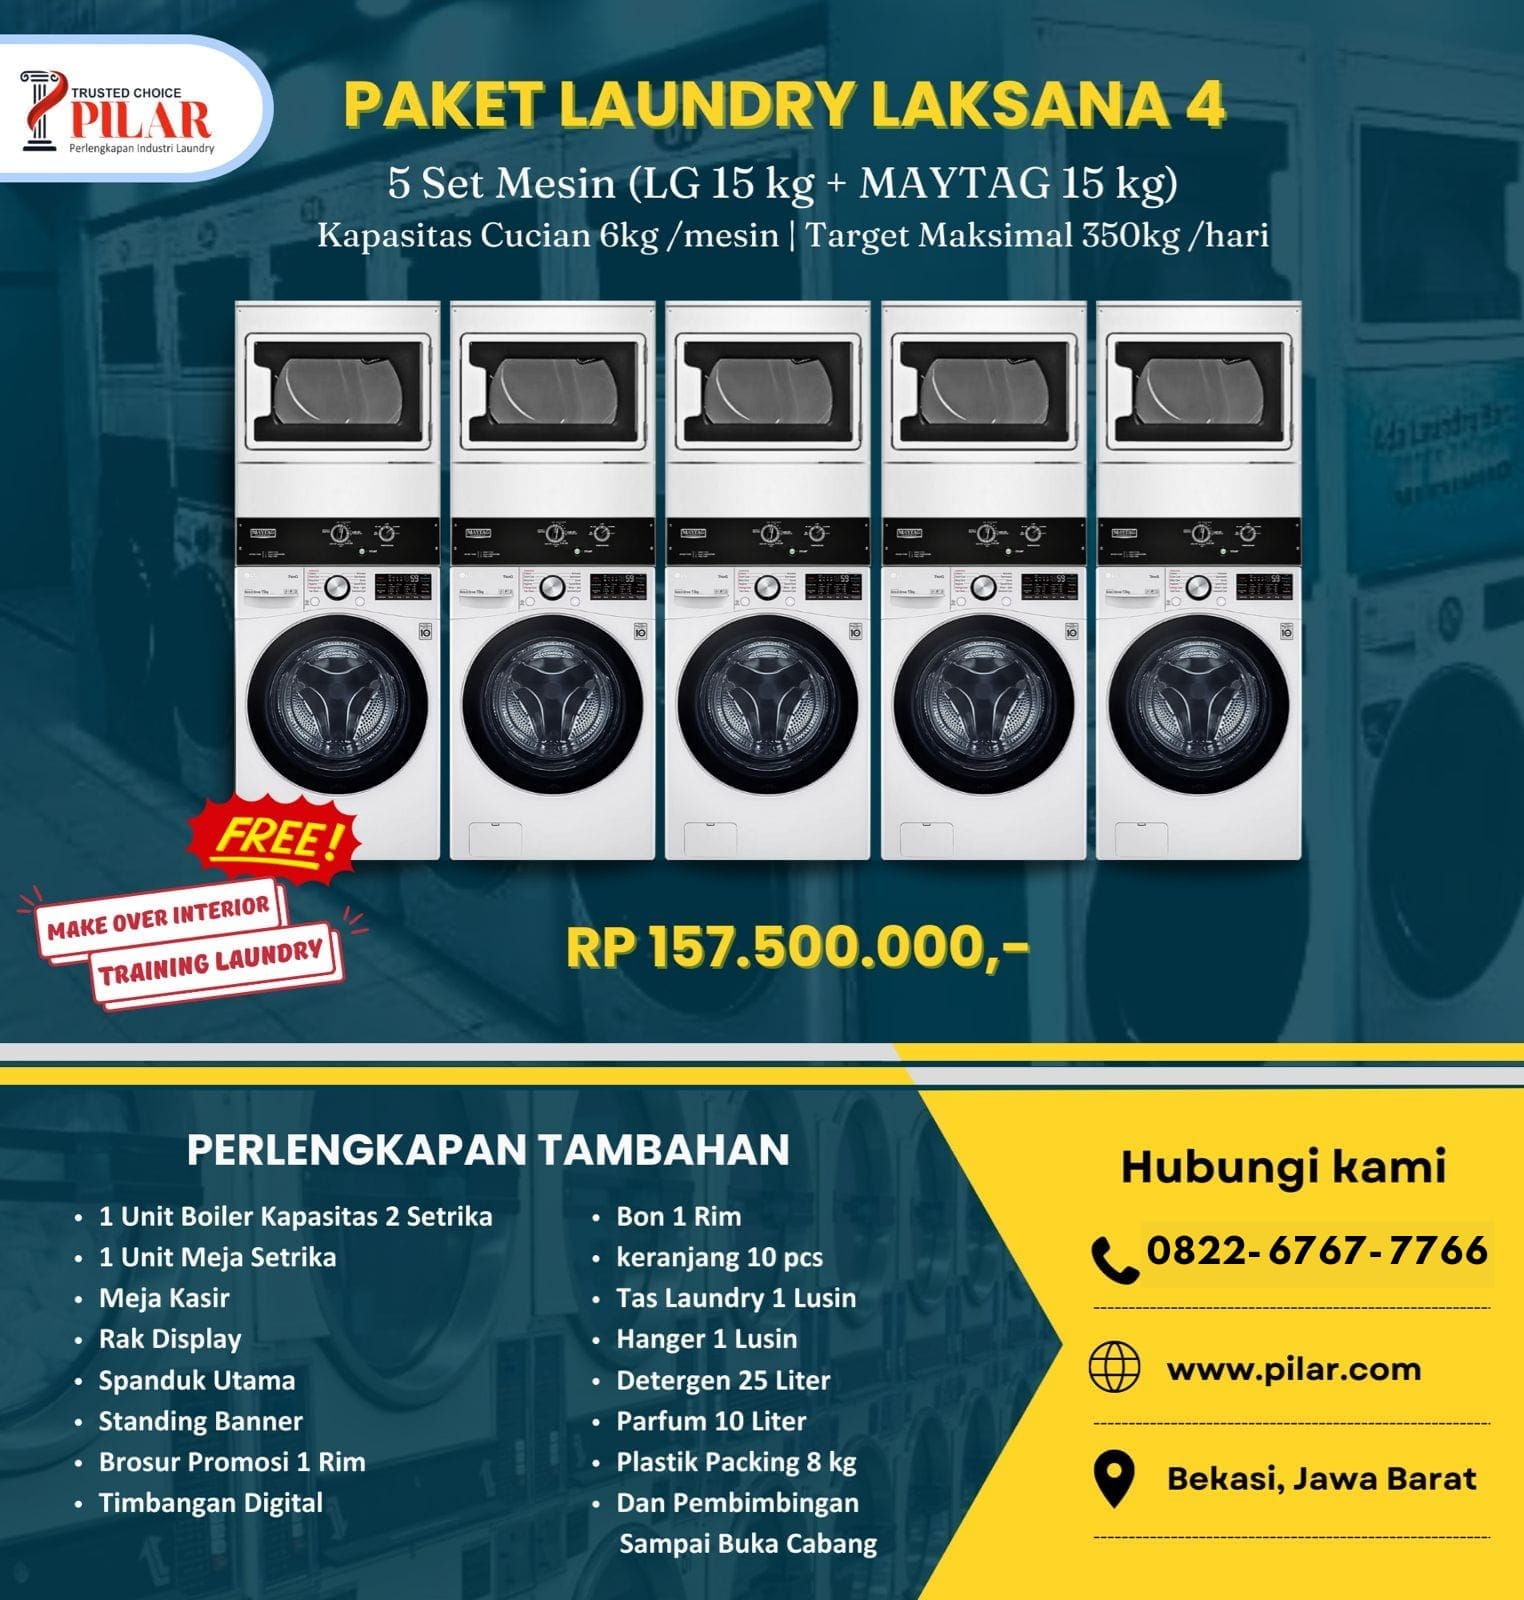 TRUSTED CHOICE
PILAR
Perlengkapan Industri Laundry
PAKET LAUNDRY LAKSANA 4
5 Set Mesin (LG 15 kg + MAYTAG 15 kg)
Kapasitas Cucian 6kg /mesin | Target Maksimal 350kg /hari
MAYTAG MAYTAG MAYTAG MAYTAG MAYTAG
FREE!
MAKE OVER INTERIOR
TRAINING LAUNDRY
RP 157.500.000,-
PERLENGKAPAN TAMBAHAN
• 1 Unit Boiler Kapasitas 2 Setrika
• 1 Unit Meja Setrika
• Meja Kasir
• Rak Display
• Spanduk Utama
• Standing Banner
• Brosur Promosi 1 Rim
• Timbangan Digital
• Bon 1 Rim
• keranjang 10 pcs
• Tas Laundry 1 Lusin
• Hanger 1 Lusin
• Detergen 25 Liter
• Parfum 10 Liter
• Plastik Packing 8 kg
• Dan Pembimbingan
Sampai Buka Cabang
Hubungi kami
0822- 6767- 7766
www.pilar.com
Bekasi, Jawa Barat